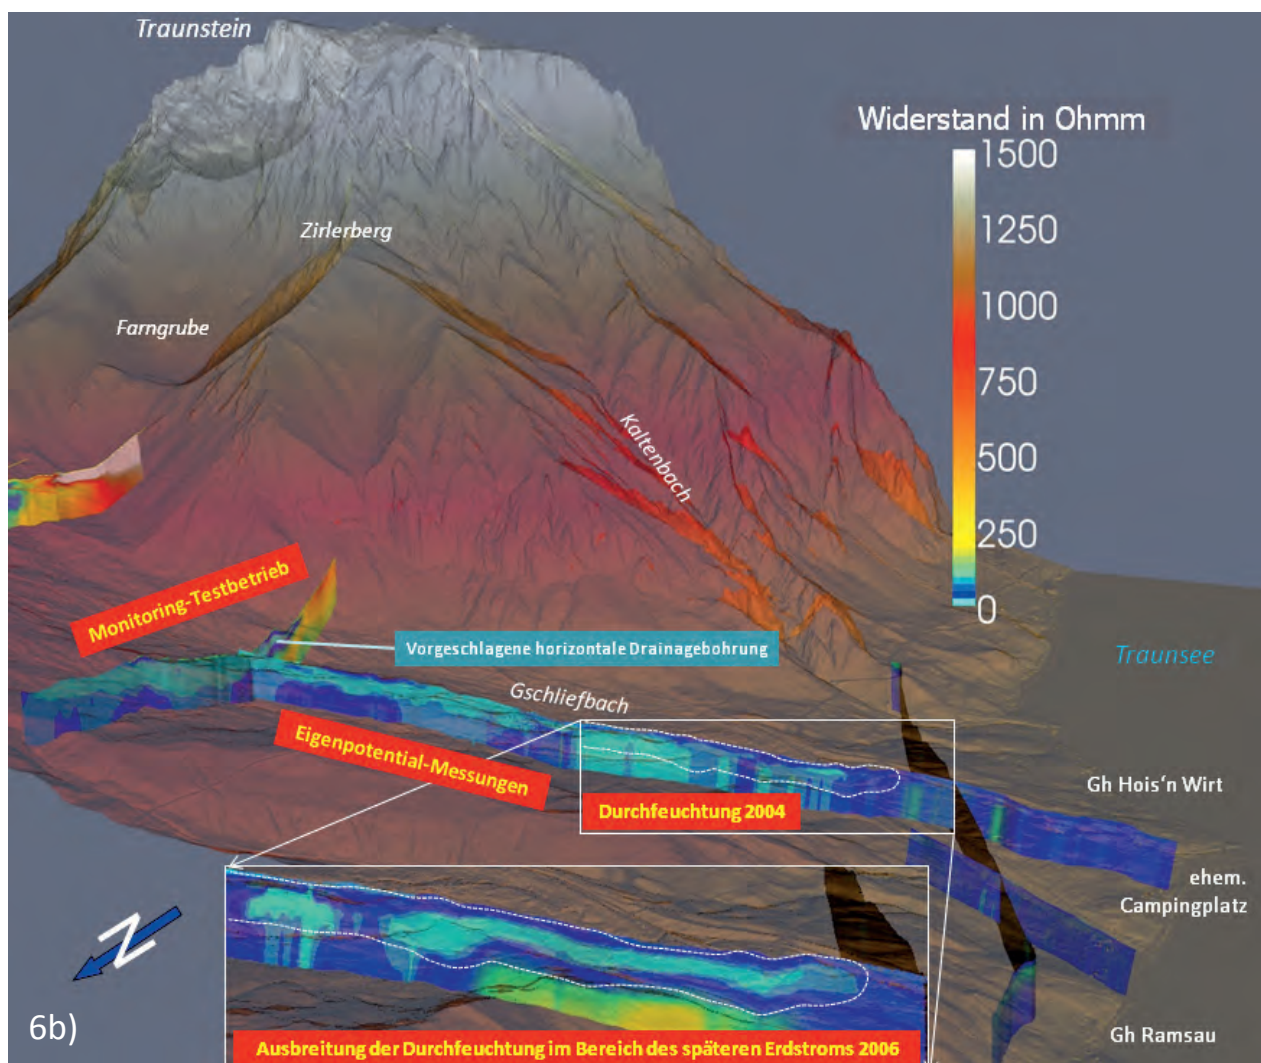 Traunstein
Widerstand in Ohmm
1500
1250
1000
750
500
250
0
Zirlerberg
Farngrube
Kaltenbach
Monitoring-Testbetrieb
Vorgeschlagene horizontale Drainagebohrung
Traunsee
Gschliefbach
Eigenpotential-Messungen
Durchfeuchtung 2004
Gh Hois'n Wirt
ehem.
Campingplatz
N
6b)
Ausbreitung der Durchfeuchtung im Bereich des späteren Erdstroms 2006
Gh Ramsau